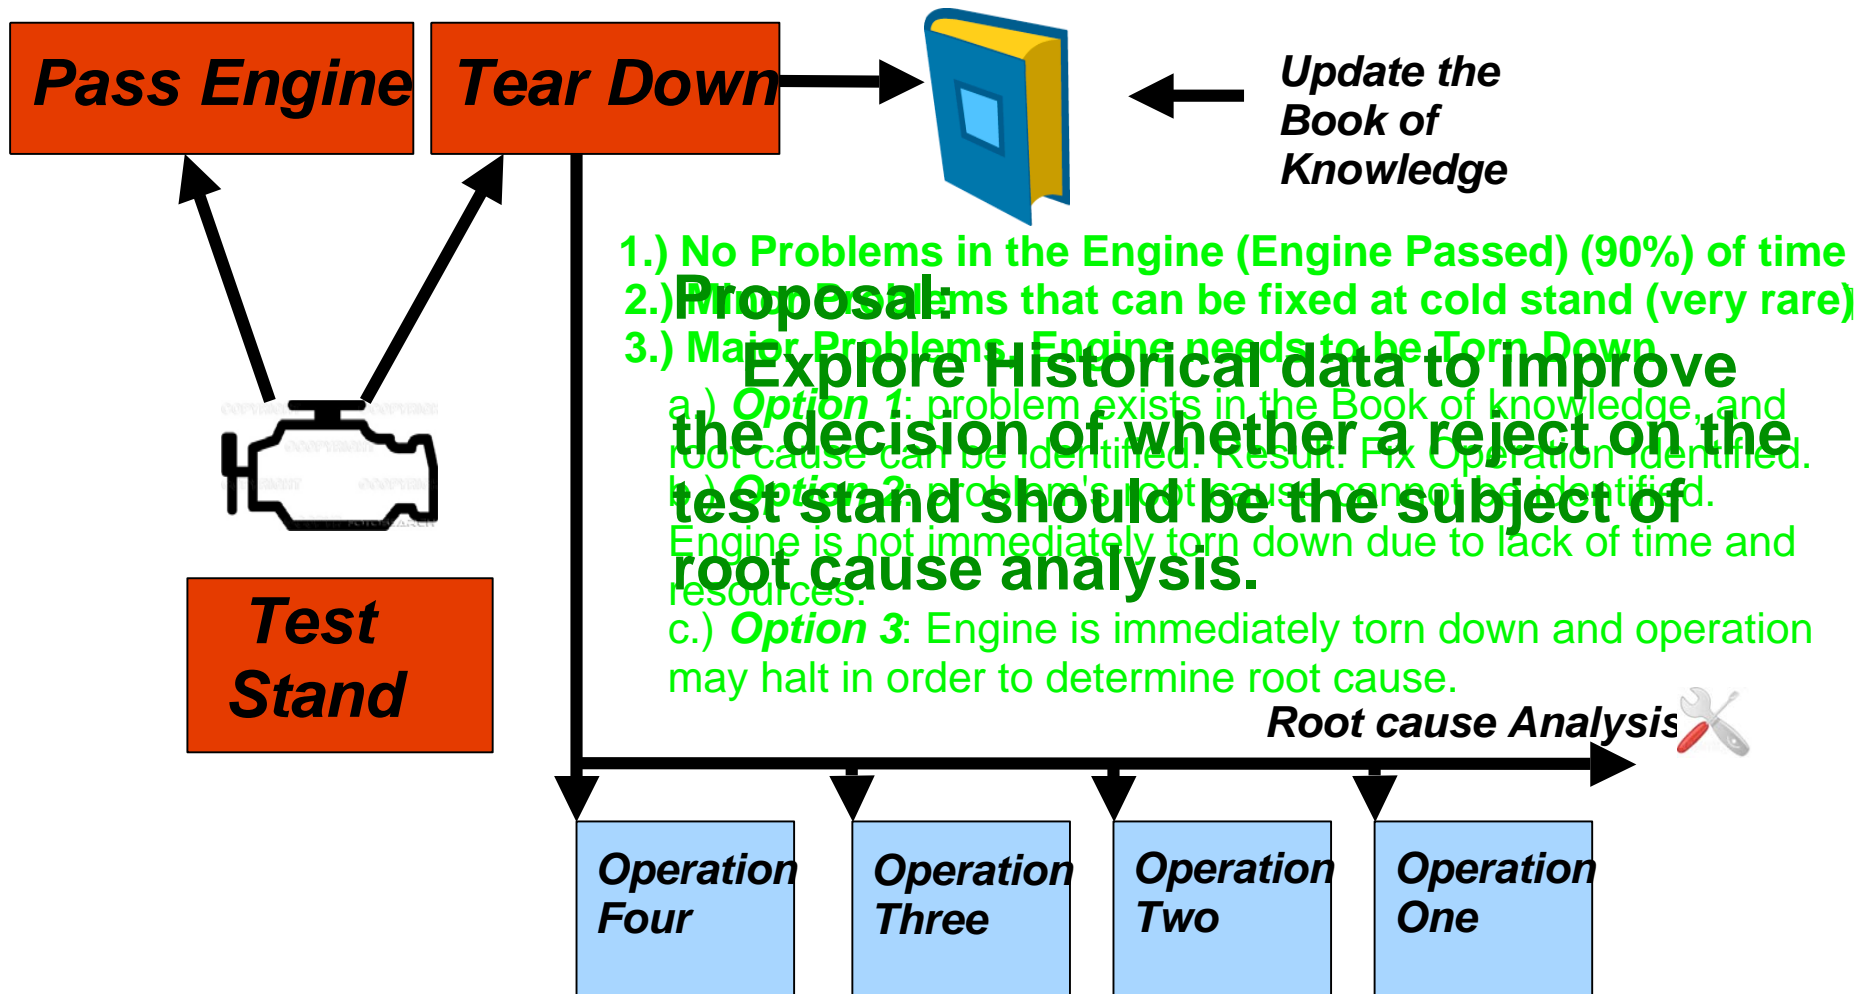 Pass Engine
Tear Down
Update the
Book of
Knowledge
1.) No Problems in the Engine (Engine Passed) (90%) of time
2.) Minor Problems that can be fixed at cold stand (very rare)
3.) Major Problems, Engine needs to be Torn Down
a.) Option 1: problem exists in the Book of knowledge, and
root cause can be identified. Result: Fix Operation Identified.
b.) Option 2: problem's root cause cannot be identified.
Engine is not immediately torn down due to lack of time and
resources.
c.) Option 3: Engine is immediately torn down and operation
may halt in order to determine root cause.
Proposal:
Explore Historical data to improve
the decision of whether a reject on the
test stand should be the subject of
root cause analysis.
Test
Stand
Root cause Analysis
Operation
Four
Operation
Three
Operation
Two
Operation
One